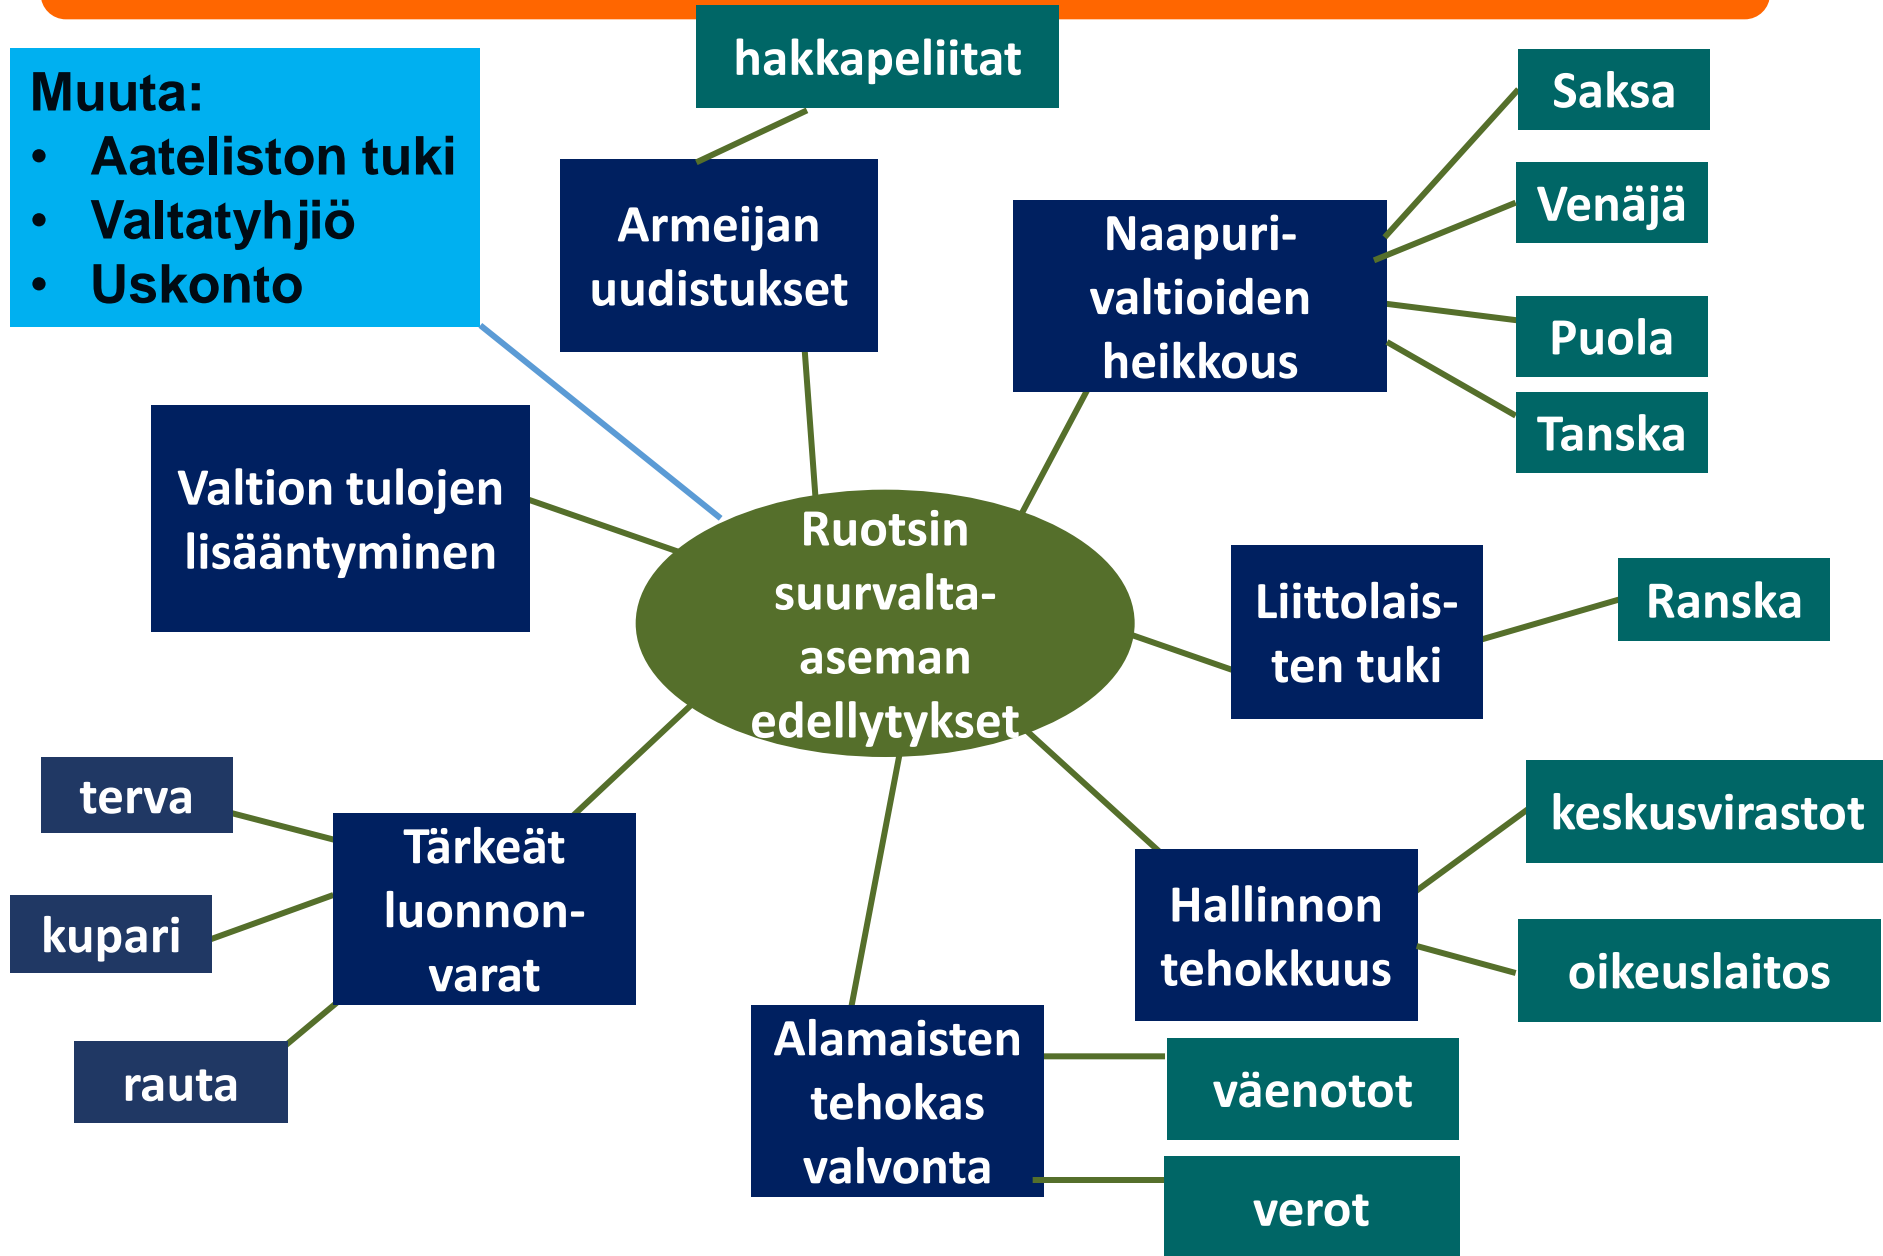 hakkapeliitat
Muuta:
• Aateliston tuki
• Valtatyhjiö
• Uskonto
Armeijan
uudistukset
Naapuri-
valtioiden
heikkous
Saksa
Venäjä
Puola
Tanska
Valtion tulojen
lisääntyminen
Ruotsin
suurvalta-
aseman
edellytykset
Liittolais-
ten tuki
Ranska
terva
kupari
rauta
Tärkeät
luonnon-
varat
Hallinnon
tehokkuus
keskusvirastot
oikeuslaitos
Alamaisten
tehokas
valvonta
väenotot
verot